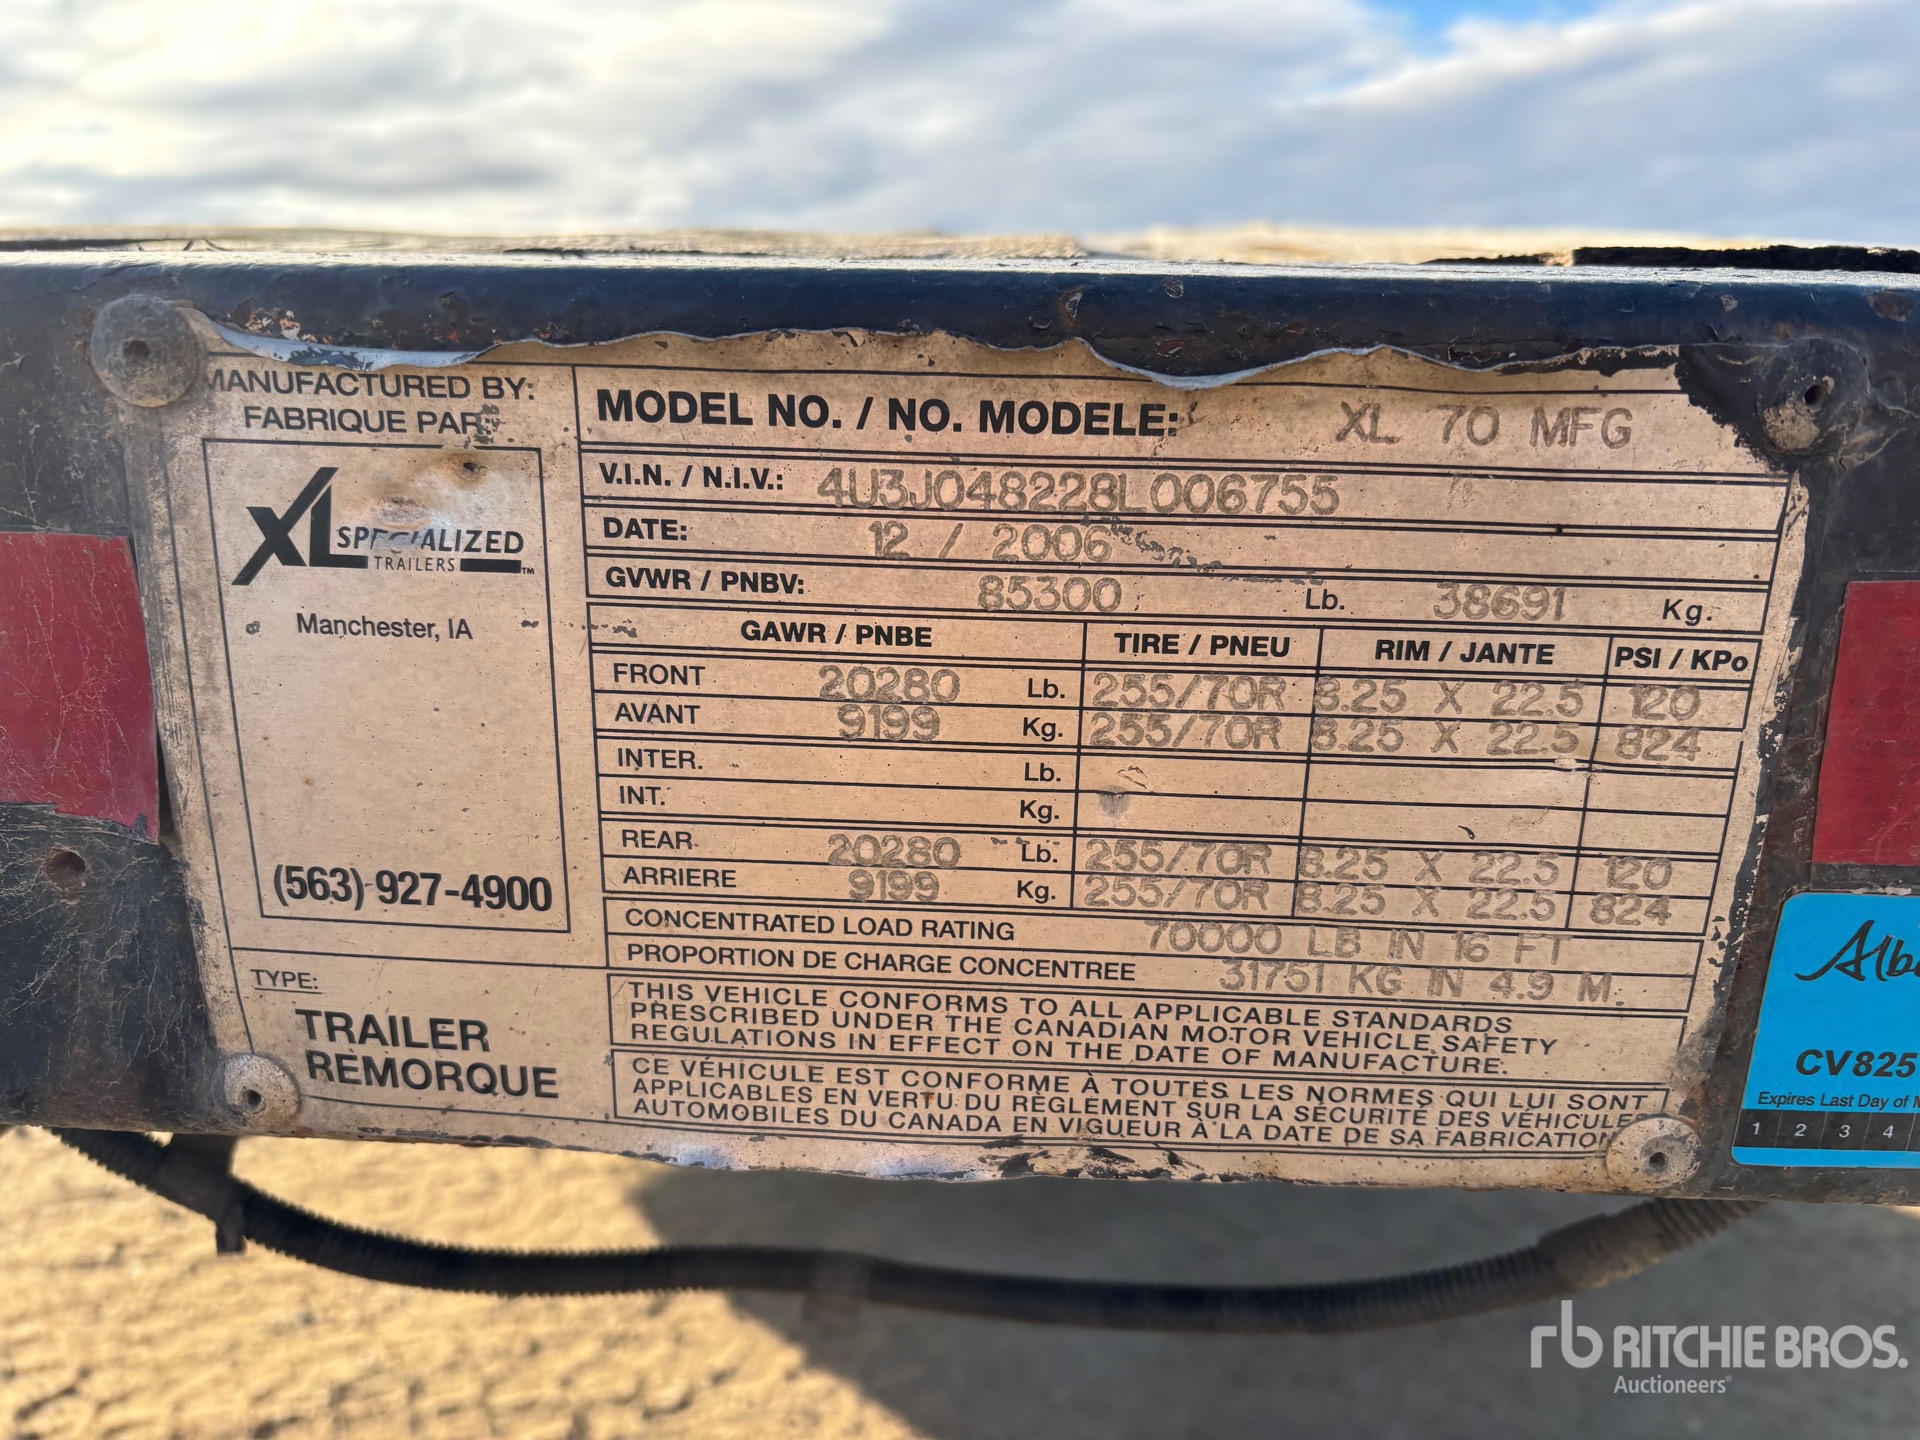 MANUFACTURED BY:
FABRIQUE PAR:
XL SPECIALIZED
TRAILERS™
Manchester, IA
(563) 927-4900
TYPE:
TRAILER
REMORQUE
MODEL NO. / NO. MODELE: XL 70 MFG
V.I.N. / N.I.V.: 4U3J048228L006755
DATE: 12 / 2006
GVWR / PNBV: 85300 Lb. 38691 Kg.
GAWR / PNBE TIRE / PNEU RIM / JANTE PSI / KPo
FRONT 20280 Lb. 255/70R 8.25 X 22.5 120
AVANT 9199 Kg. 255/70R 8.25 X 22.5 824
INTER. Lb.
INT. Kg.
REAR 20280 Lb. 255/70R 8.25 X 22.5 120
ARRIERE 9199 Kg. 255/70R 8.25 X 22.5 824
CONCENTRATED LOAD RATING 70000 LB IN 16 FT
PROPORTION DE CHARGE CONCENTREE 31751 KG IN 4.9 M.
THIS VEHICLE CONFORMS TO ALL APPLICABLE STANDARDS
PRESCRIBED UNDER THE CANADIAN MOTOR VEHICLE SAFETY
REGULATIONS IN EFFECT ON THE DATE OF MANUFACTURE.
CE VÉHICULE EST CONFORME À TOUTES LES NORMES QUI LUI SONT
APPLICABLES EN VERTU DU RÈGLEMENT SUR LA SÉCURITÉ DES VÉHICULES
AUTOMOBILES DU CANADA EN VIGUEUR À LA DATE DE SA FABRICATION
Albe
CV825
Expires Last Day of M
1 2 3 4
rb RITCHIE BROS.
Auctioneers